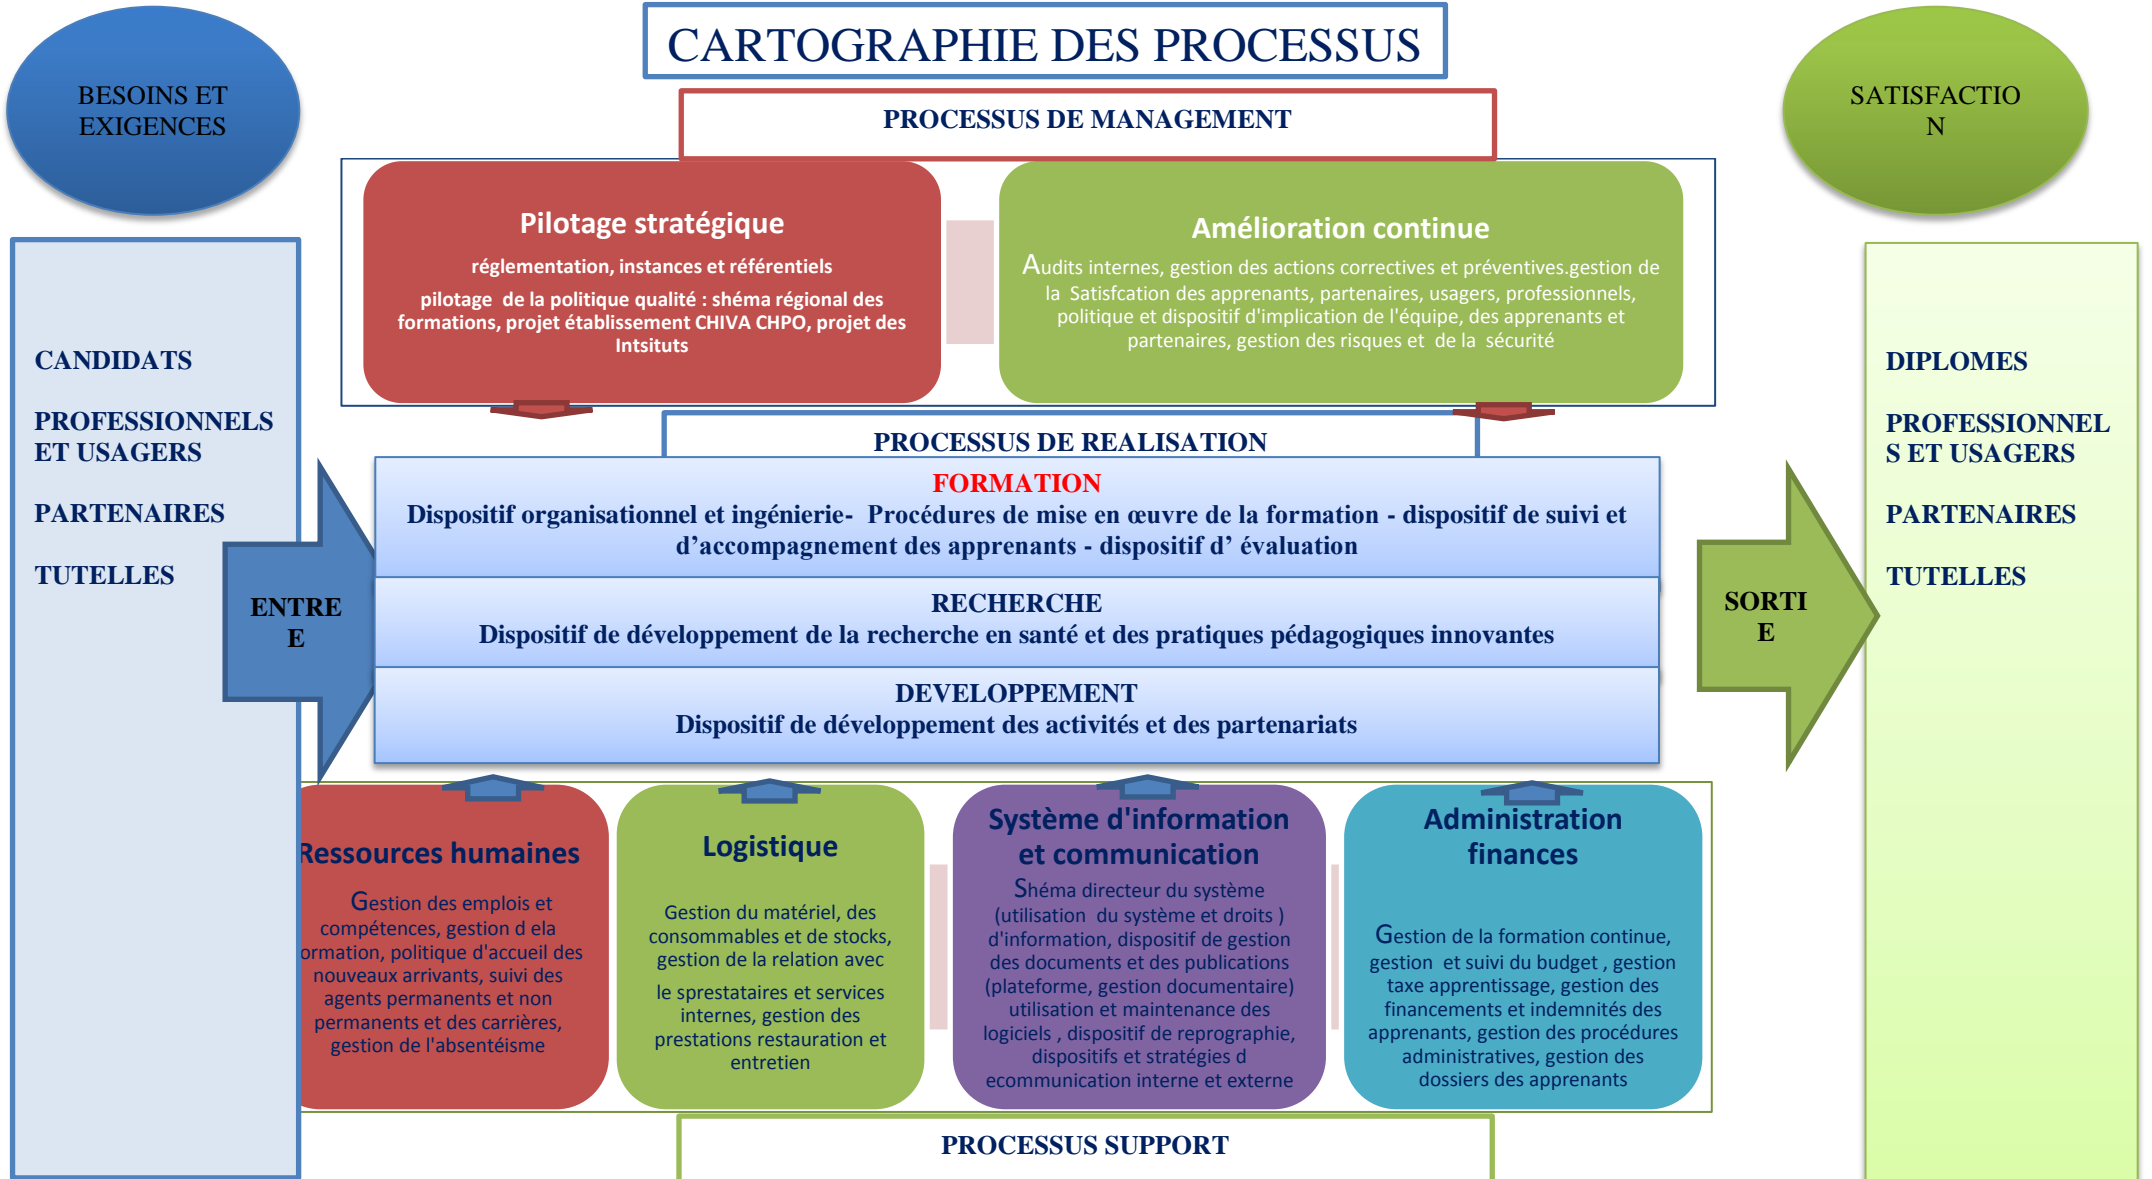 CARTOGRAPHIE DES PROCESSUS
BESOINS ET
EXIGENCES
SATISFACTIO
N
PROCESSUS DE MANAGEMENT
Pilotage stratégique
réglementation, instances et référentiels
pilotage  de la politique qualité : shéma régional des
formations, projet établissement CHIVA CHPO, projet des
Intsituts
Amélioration continue
Audits internes, gestion des actions correctives et préventives.gestion de
la  Satisfcation des apprenants, partenaires, usagers, professionnels,
politique et dispositif d'implication de l'équipe, des apprenants et
partenaires, gestion des risques et  de la  sécurité
CANDIDATS
PROFESSIONNELS
ET USAGERS
PARTENAIRES
TUTELLES
ENTRE
E
PROCESSUS DE REALISATION
FORMATION
Dispositif organisationnel et ingénierie-  Procédures de mise en œuvre de la formation - dispositif de suivi et
d’accompagnement des apprenants - dispositif d’ évaluation
RECHERCHE
Dispositif de développement de la recherche en santé et des pratiques pédagogiques innovantes
DEVELOPPEMENT
Dispositif de développement des activités et des partenariats
SORTI
E
DIPLOMES
PROFESSIONNEL
S ET USAGERS
PARTENAIRES
TUTELLES
Ressources humaines
Gestion des emplois et
compétences, gestion d ela
ormation, politique d'accueil des
nouveaux arrivants, suivi des
agents permanents et non
permanents et des carrières,
gestion de l'absentéisme
Logistique
Gestion du matériel, des
consommables et de stocks,
gestion de la relation avec
le sprestataires et services
internes, gestion des
prestations restauration et
entretien
Système d'information
et communication
Shéma directeur du système
(utilisation  du système et droits )
d'information, dispositif de gestion
des documents et des publications
(plateforme, gestion documentaire)
utilisation et maintenance des
logiciels , dispositif de reprographie,
dispositifs et stratégies d
ecommunication interne et externe
Administration
finances
Gestion de la formation continue,
gestion  et suivi du budget , gestion
taxe apprentissage, gestion des
financements et indemnités des
apprenants, gestion des procédures
administratives, gestion des
dossiers des apprenants
PROCESSUS SUPPORT